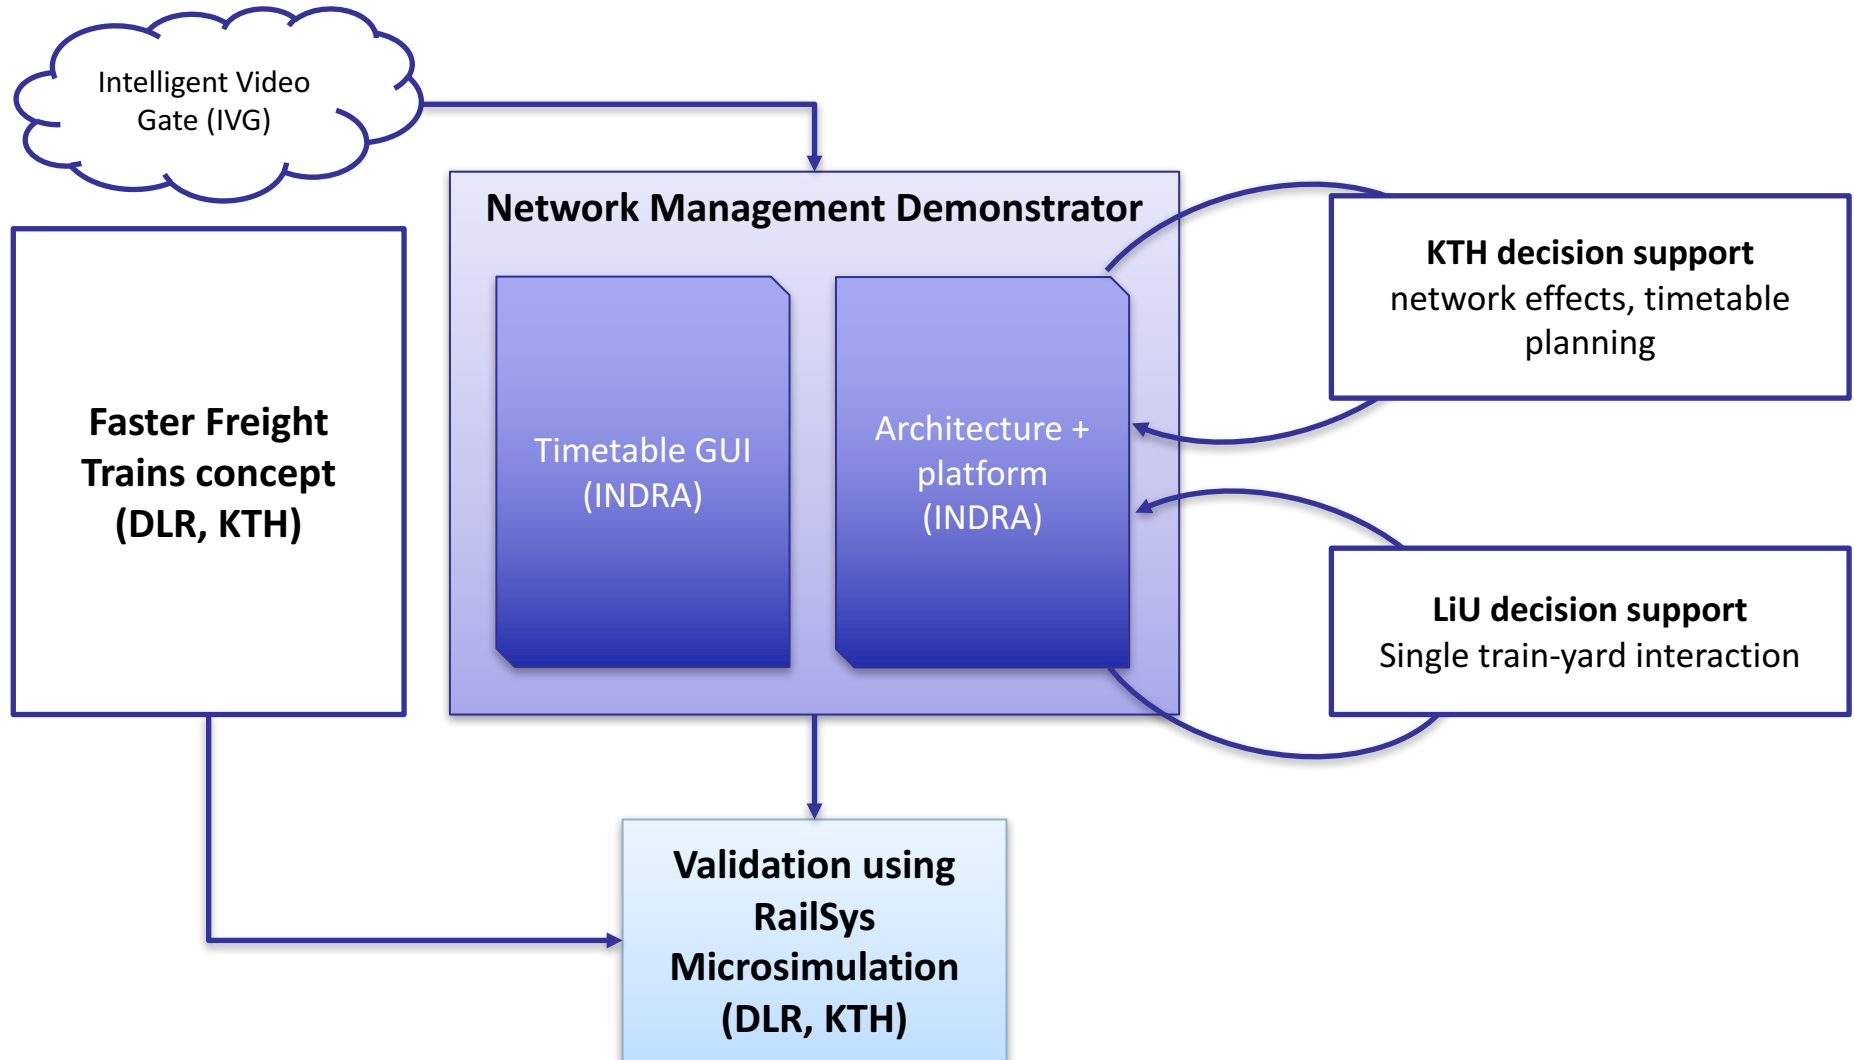 Intelligent Video
Gate (IVG)
Network Management Demonstrator
Faster Freight
Trains concept
(DLR, KTH)
Timetable GUI
(INDRA)
Architecture +
platform
(INDRA)
KTH decision support
network effects, timetable
planning
LiU decision support
Single train-yard interaction
Validation using
RailSys
Microsimulation
(DLR, KTH)